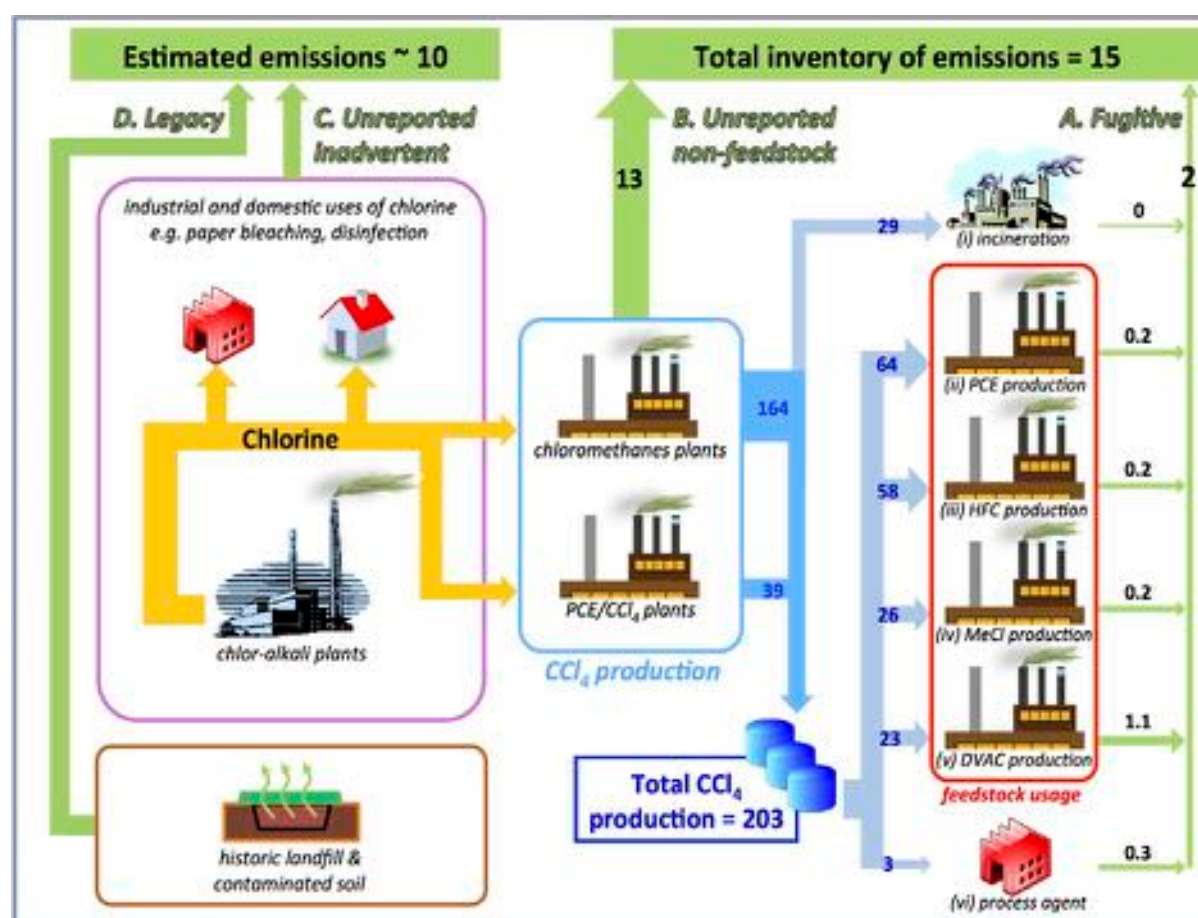 Estimated emissions ~ 10
Total inventory of emissions = 15
D. Legacy
C. Unreported
Inadvertent
B. Unreported
non-feedstock
A. Fugitive
13
2
industrial and domestic uses of chlorine
e.g. paper bleaching, disinfection
29
(i) incineration
0
64
(ii) PCE production
0.2
Chlorine
chloromethanes plants
164
58
(iii) HFC production
0.2
chlor-alkali plants
PCE/CCl₄ plants
39
26
(iv) MeCl production
0.2
CCl₄ production
23
(v) DVAC production
1.1
feedstock usage
Total CCl₄
production = 203
historic landfill &
contaminated soil
3
(vi) process agent
0.3